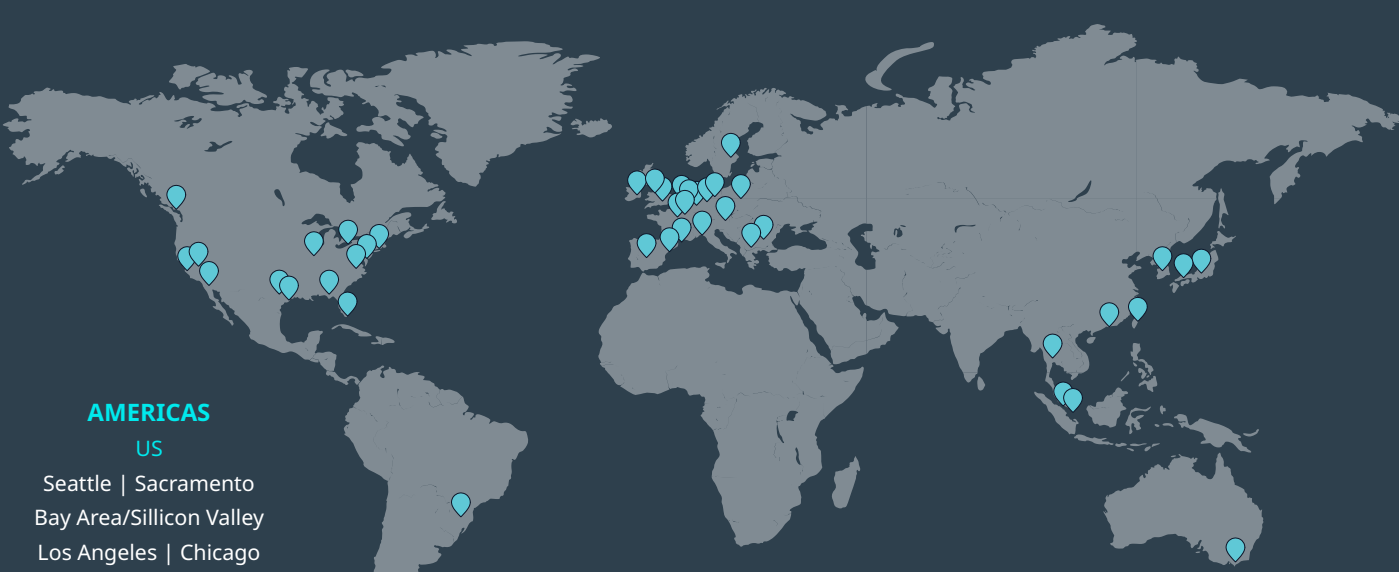 AMERICAS
US
Seattle | Sacramento
Bay Area/Sillicon Valley
Los Angeles | Chicago